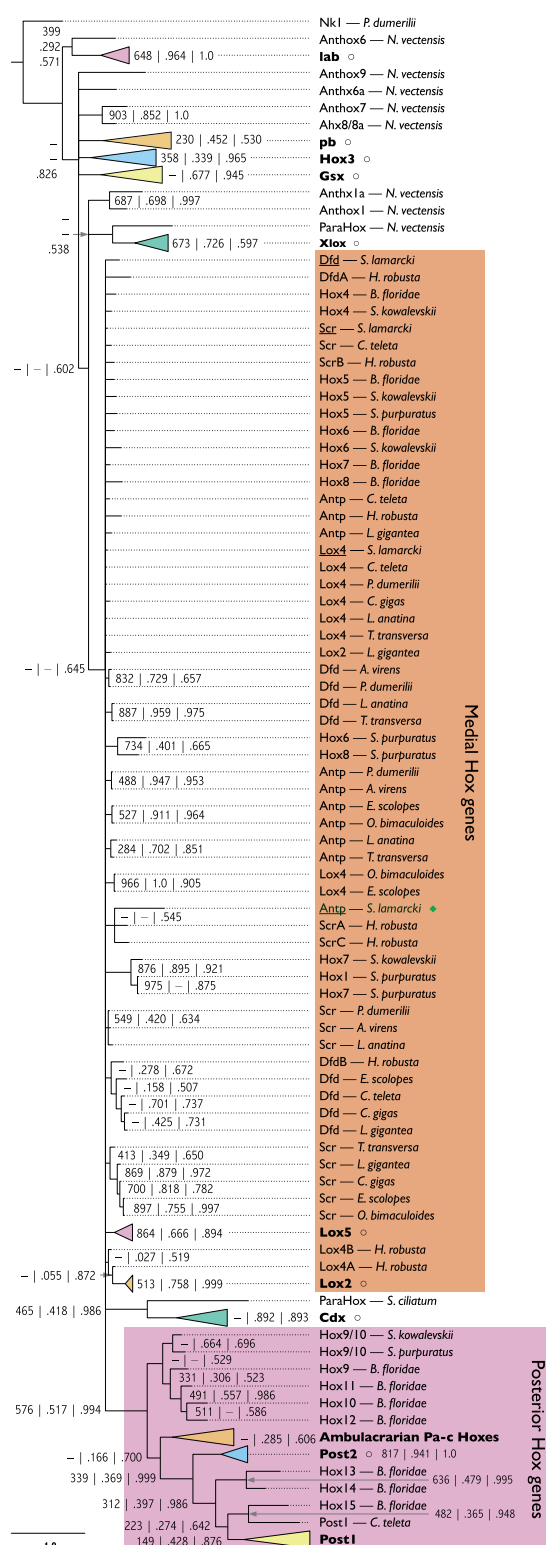 Nk1 — P. dumerilii
399
.292
.571
Anthox6 — N. vectensis
648 | .964 | 1.0
lab ○
Anthox9 — N. vectensis
Anthx6a — N. vectensis
Anthox7 — N. vectensis
903 | .852 | 1.0
Ahx8/8a — N. vectensis
–
230 | .452 | .530
pb ○
–
358 | .339 | .965
Hox3 ○
.826
– | .677 | .945
Gsx ○
Anthx1a — N. vectensis
687 | .698 | .997
Anthox1 — N. vectensis
–
ParaHox — N. vectensis
–
.538
673 | .726 | .597
Xlox ○
Dfd — S. lamarcki
DfdA — H. robusta
Hox4 — B. floridae
Hox4 — S. kowalevskii
Scr — S. lamarcki
Scr — C. teleta
– | – | .602
ScrB — H. robusta
Hox5 — B. floridae
Hox5 — S. kowalevskii
Hox5 — S. purpuratus
Hox6 — B. floridae
Hox6 — S. kowalevskii
Hox7 — B. floridae
Hox8 — B. floridae
Antp — C. teleta
Antp — H. robusta
Antp — L. gigantea
Lox4 — S. lamarcki
Lox4 — C. teleta
Lox4 — P. dumerilii
Lox4 — C. gigas
Lox4 — L. anatina
Lox4 — T. transversa
Lox2 — L. gigantea
– | – | .645
Dfd — A. virens
832 | .729 | .657
Dfd — P. dumerilii
Dfd — L. anatina
887 | .959 | .975
Dfd — T. transversa
Hox6 — S. purpuratus
734 | .401 | .665
Hox8 — S. purpuratus
Medial Hox genes
Antp — P. dumerilii
488 | .947 | .953
Antp — A. virens
Antp — E. scolopes
527 | .911 | .964
Antp — O. bimaculoides
Antp — L. anatina
284 | .702 | .851
Antp — T. transversa
Lox4 — O. bimaculoides
966 | 1.0 | .905
Lox4 — E. scolopes
Antp — S. lamarcki ◆
– | – | .545
ScrA — H. robusta
ScrC — H. robusta
Hox7 — S. kowalevskii
876 | .895 | .921
Hox1 — S. purpuratus
975 | – | .875
Hox7 — S. purpuratus
Scr — P. dumerilii
549 | .420 | .634
Scr — A. virens
Scr — L. anatina
DfdB — H. robusta
– | .278 | .672
Dfd — E. scolopes
– | .158 | .507
Dfd — C. teleta
– | .701 | .737
Dfd — C. gigas
– | .425 | .731
Dfd — L. gigantea
Scr — T. transversa
413 | .349 | .650
Scr — L. gigantea
869 | .879 | .972
Scr — C. gigas
700 | .818 | .782
Scr — E. scolopes
897 | .755 | .997
Scr — O. bimaculoides
864 | .666 | .894
Lox5 ○
Lox4B — H. robusta
– | .027 | .519
Lox4A — H. robusta
– | .055 | .872
513 | .758 | .999
Lox2 ○
ParaHox — S. ciliatum
465 | .418 | .986
– | .892 | .893
Cdx ○
Hox9/10 — S. kowalevskii
– | .664 | .696
Hox9/10 — S. purpuratus
– | – | .529
Hox9 — B. floridae
331 | .306 | .523
Hox11 — B. floridae
491 | .557 | .986
Hox10 — B. floridae
576 | .517 | .994
511 | – | .586
Hox12 — B. floridae
Posterior Hox genes
– | .285 | .606
Ambulacrarian Pa-c Hoxes
– | .166 | .700
Post2 ○ 817 | .941 | 1.0
Hox13 — B. floridae
339 | .369 | .999
636 | .479 | .995
Hox14 — B. floridae
312 | .397 | .986
Hox15 — B. floridae
482 | .365 | .948
Post1 — C. teleta
223 | .274 | .642
149 | .428 | .876
Post1